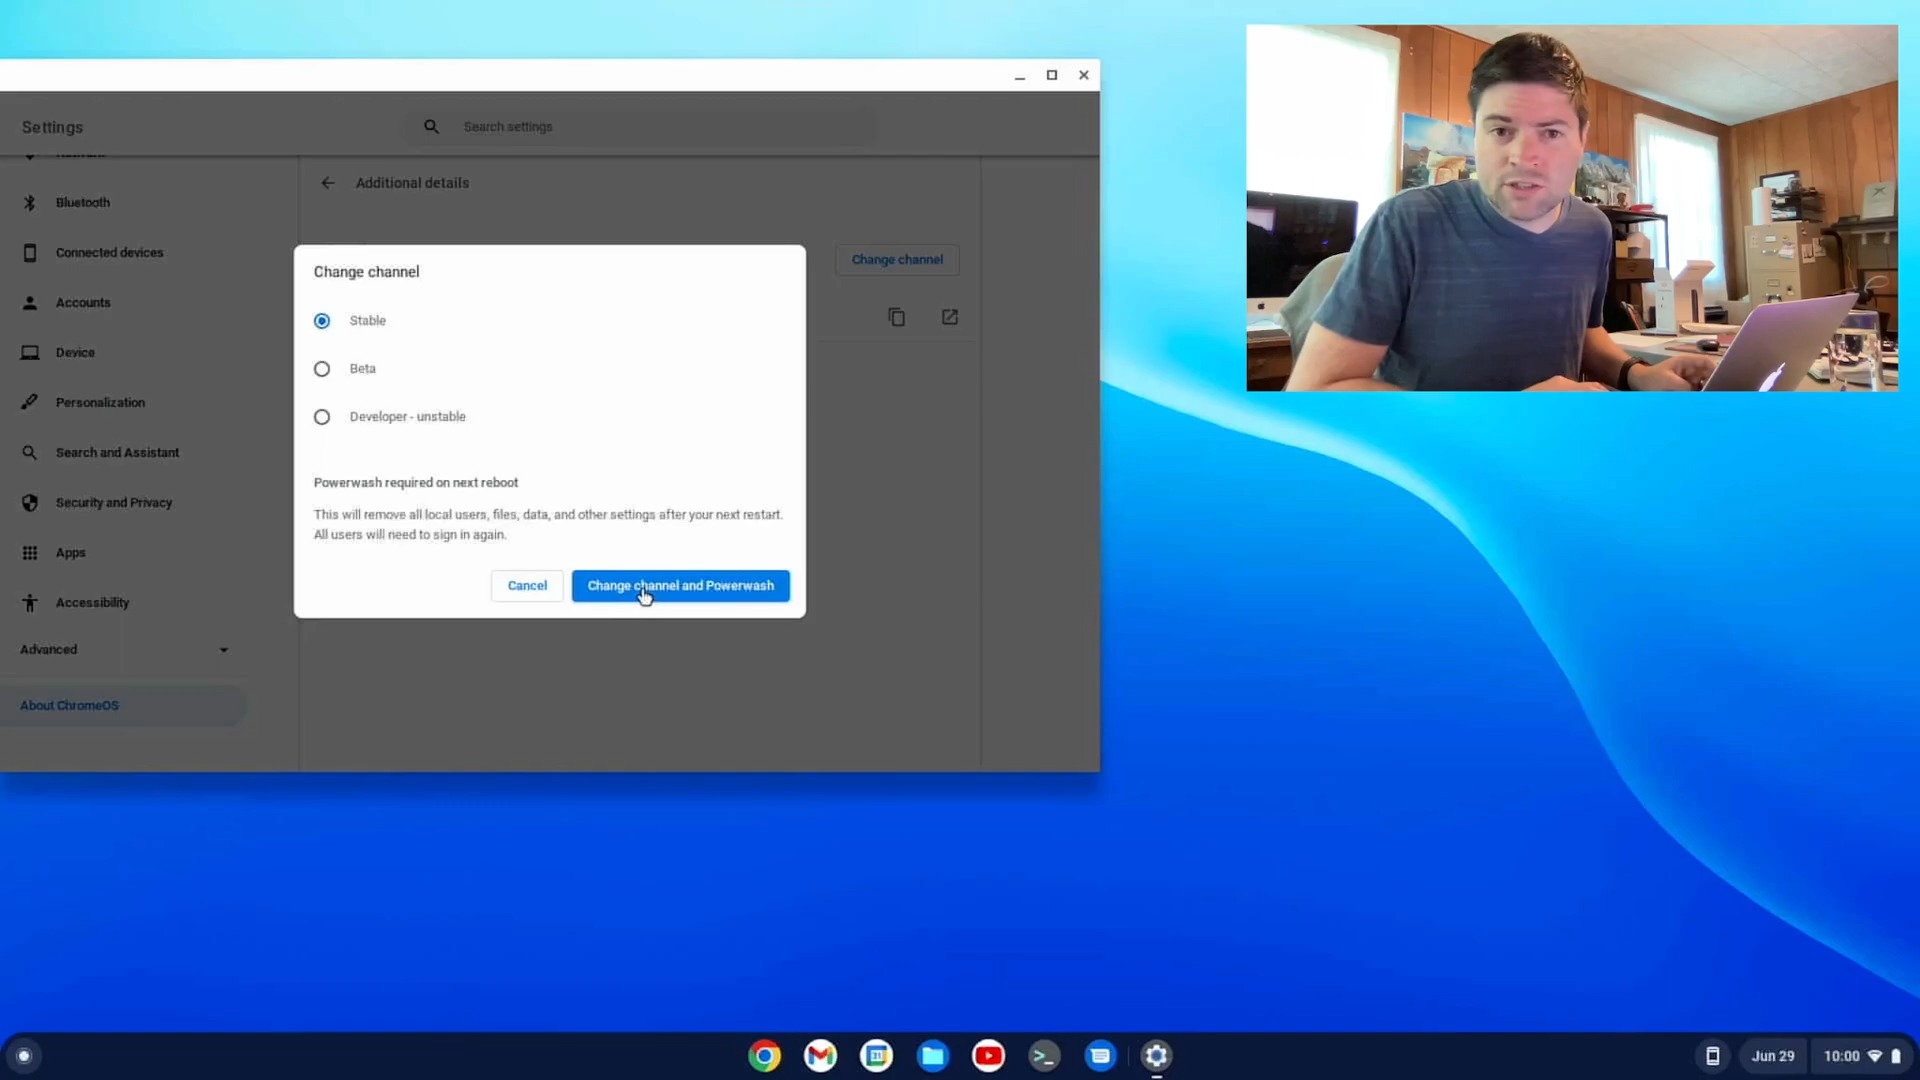 Settings
Search settings
Additional details
Bluetooth
Connected devices
Accounts
Device
Personalization
Search and Assistant
Security and Privacy
Apps
Accessibility
Advanced
About ChromeOS
Change channel
Change channel
Stable
Beta
Developer - unstable
Powerwash required on next reboot
This will remove all local users, files, data, and other settings after your next restart.
All users will need to sign in again.
Cancel
Change channel and Powerwash
31
>_
Jun 29
10:00